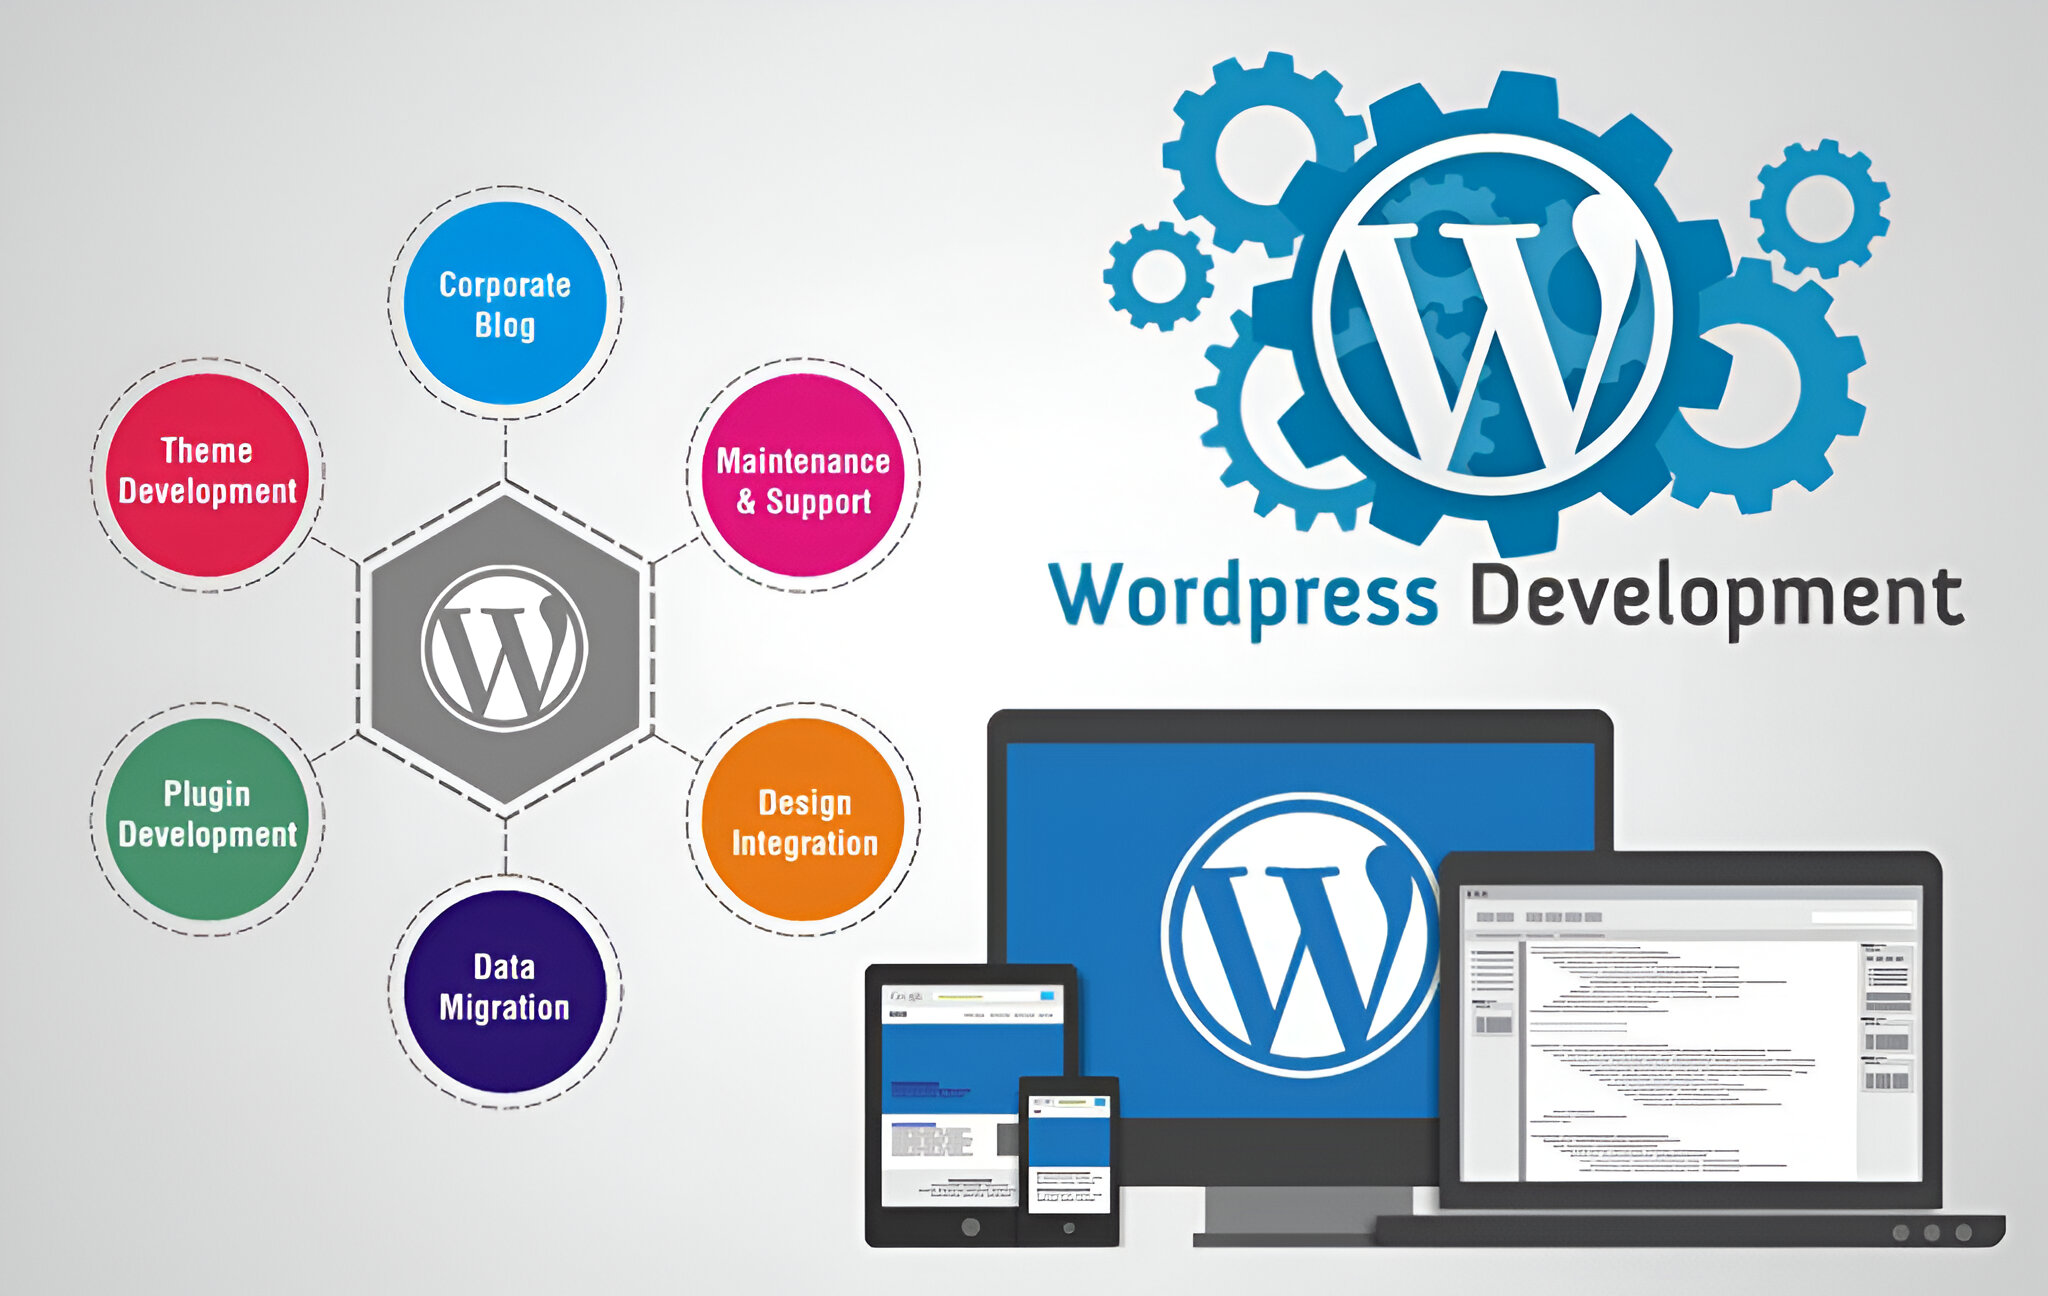 Corporate
Blog
Theme
Development
Maintenance
& Support
Plugin
Development
Design
Integration
Data
Migration
Wordpress Development